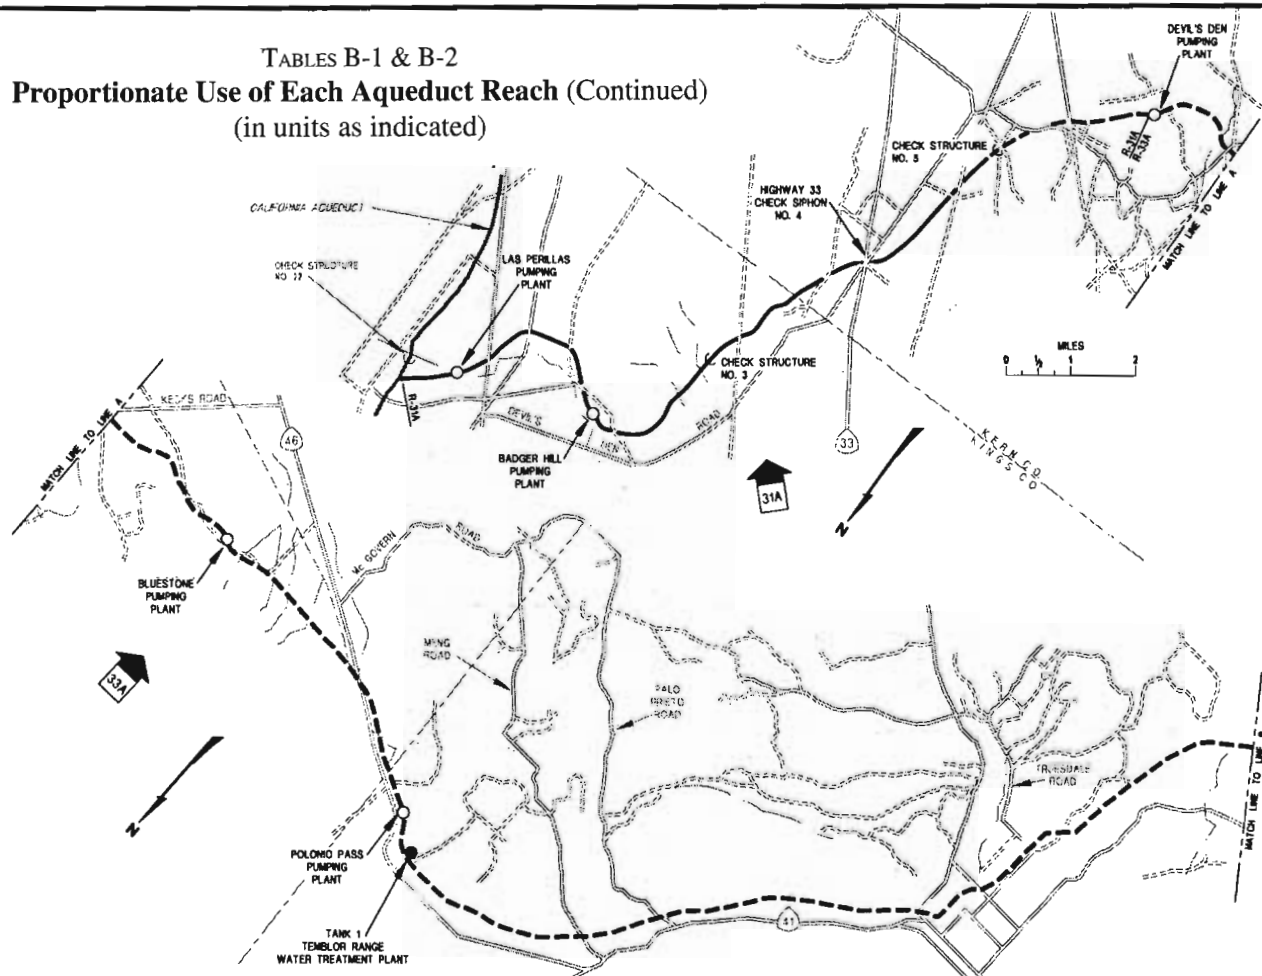 TABLES B-1 & B-2
Proportionate Use of Each Aqueduct Reach (Continued)
(in units as indicated)
DEVIL'S DEN
PUMPING
PLANT
R-31A
R-33A
CHECK STRUCTURE
NO. 5
MATCH LINE TO LINE A
HIGHWAY 33
CHECK SIPHON
NO. 4
CALIFORNIA AQUEDUCT
CHECK STRUCTURE
NO. 22
LAS PERILLAS
PUMPING
PLANT
MILES
0 ½ 1 2
CHECK STRUCTURE
NO. 3
R-31A
DEVIL'S DEN ROAD
BADGER HILL
PUMPING
PLANT
33
KERN CO
KINGS CO
31A
N
MATCH LINE TO LINE A
KECKS ROAD
46
BLUESTONE
PUMPING
PLANT
Mc GOVERN ROAD
33A
MENG
ROAD
PALO
PRIETO
ROAD
TRUESDALE
ROAD
N
POLONIO PASS
PUMPING
PLANT
TANK 1
TEMBLOR RANGE
WATER TREATMENT PLANT
41
MATCH LINE TO LINE B